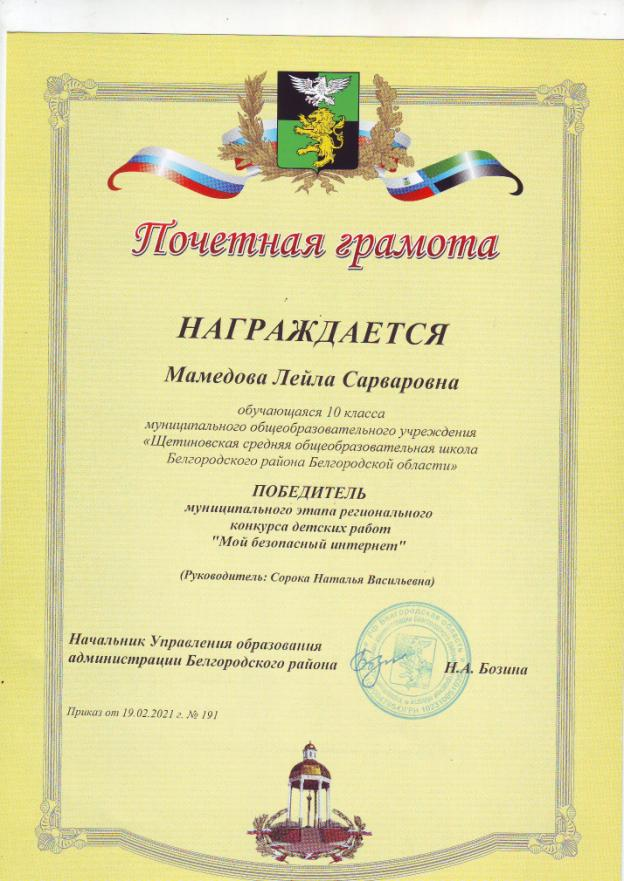 Почетная грамота
НАГРАЖДАЕТСЯ
Мамедова Лейла Сарваровна
обучающаяся 10 класса
муниципального общеобразовательного учреждения
«Щетиновская средняя общеобразовательная школа
Белгородского района Белгородской области»
ПОБЕДИТЕЛЬ
муниципального этапа регионального
конкурса детских работ
"Мой безопасный интернет"
(Руководитель: Сорока Наталья Васильевна)
Начальник Управления образования
администрации Белгородского района
Н.А. Бозина
Приказ от 19.02.2021 г. № 191